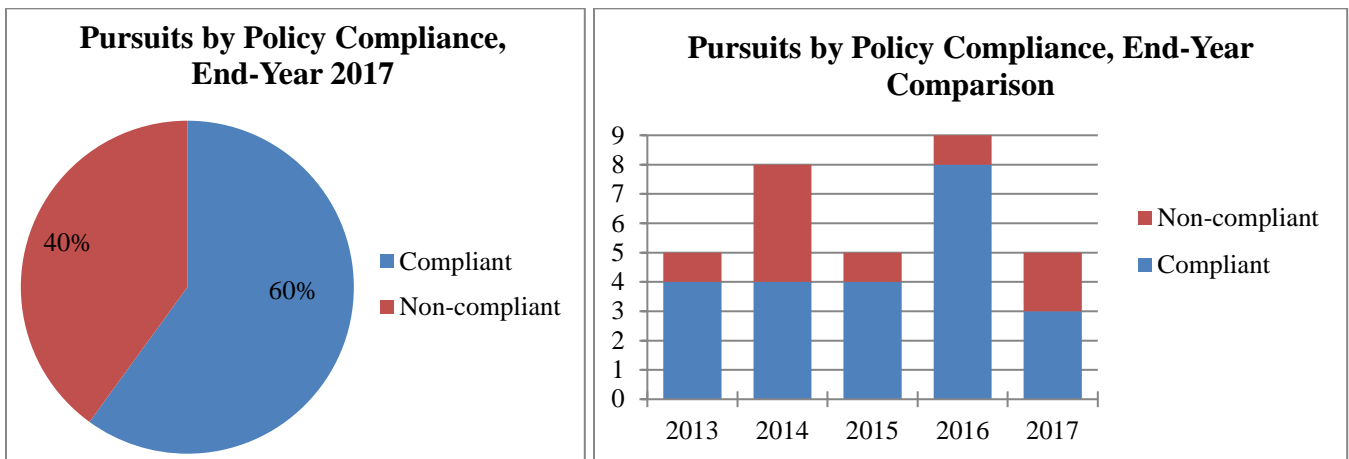 Pursuits by Policy Compliance,
End-Year 2017
40%
60%
Compliant
Non-compliant
Pursuits by Policy Compliance, End-Year
Comparison
9
8
7
6
5
4
3
2
1
0
2013 2014 2015 2016 2017
Non-compliant
Compliant